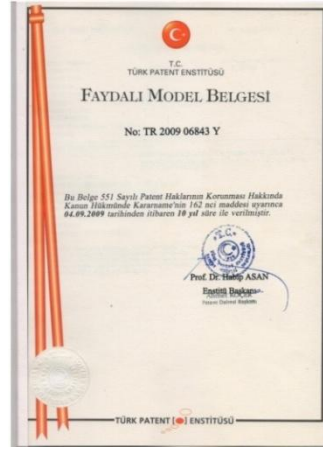 T.C.
TÜRK PATENT ENSTİTÜSÜ
FAYDALI MODEL BELGESİ
No: TR 2009 06843 Y
Bu Belge 551 Sayılı Patent Haklarının Korunması Hakkında
Kanun Hükmünde Kararname'nin 162 nci maddesi uyarınca
04.09.2009 tarihinden itibaren 10 yıl süre ile verilmiştir.
Prof. Dr. Habip ASAN
Enstitü Başkanı
TÜRK PATENT ENSTİTÜSÜ